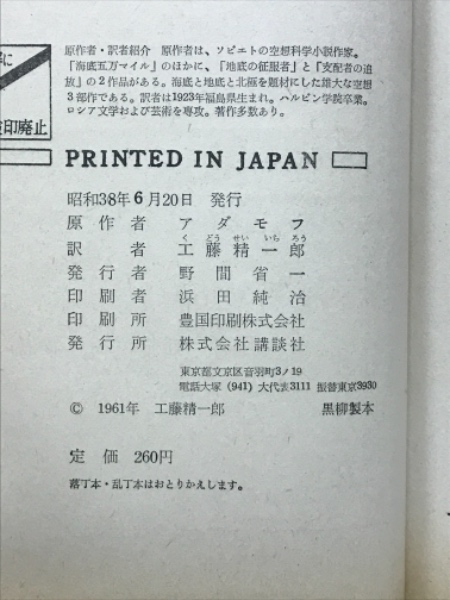 に
検印廃止
原作者・訳者紹介 原作者は、ソビエトの空想科学小説作家。
『海底五万マイル』のほかに、『地底の征服者』と『支配者の追
放』の2作品がある。海底と地底と北極を題材にした雄大な空想
3部作である。訳者は1923年福島県生まれ。ハルビン学院卒業。
ロシア文学および芸術を専攻。著作多数あり。
PRINTED IN JAPAN
昭和38年6月20日 発行
原作者 アダモフ
く どう せい いち ろう
訳者 工藤精一郎
発行者 野間省一
印刷者 浜田純治
印刷所 豊国印刷株式会社
発行所 株式会社講談社
東京都文京区音羽町3ノ19
電話大塚(941)大代表3111 振替東京3930
© 1961年 工藤精一郎 黒柳製本
定価 260円
落丁本・乱丁本はおとりかえします。